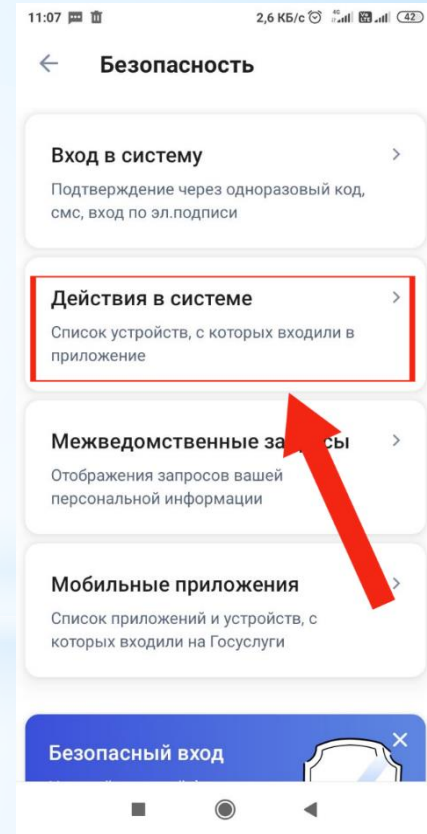 11:07 2,6 КБ/с 4G 42
Безопасность
Вход в систему
Подтверждение через одноразовый код,
смс, вход по эл.подписи
Действия в системе
Список устройств, с которых входили в
приложение
Межведомственные
Отображения запросов вашей
персональной информации
Мобильные приложения
Список приложений и устройств, с
которых входили на Госуслуги
Безопасный вход